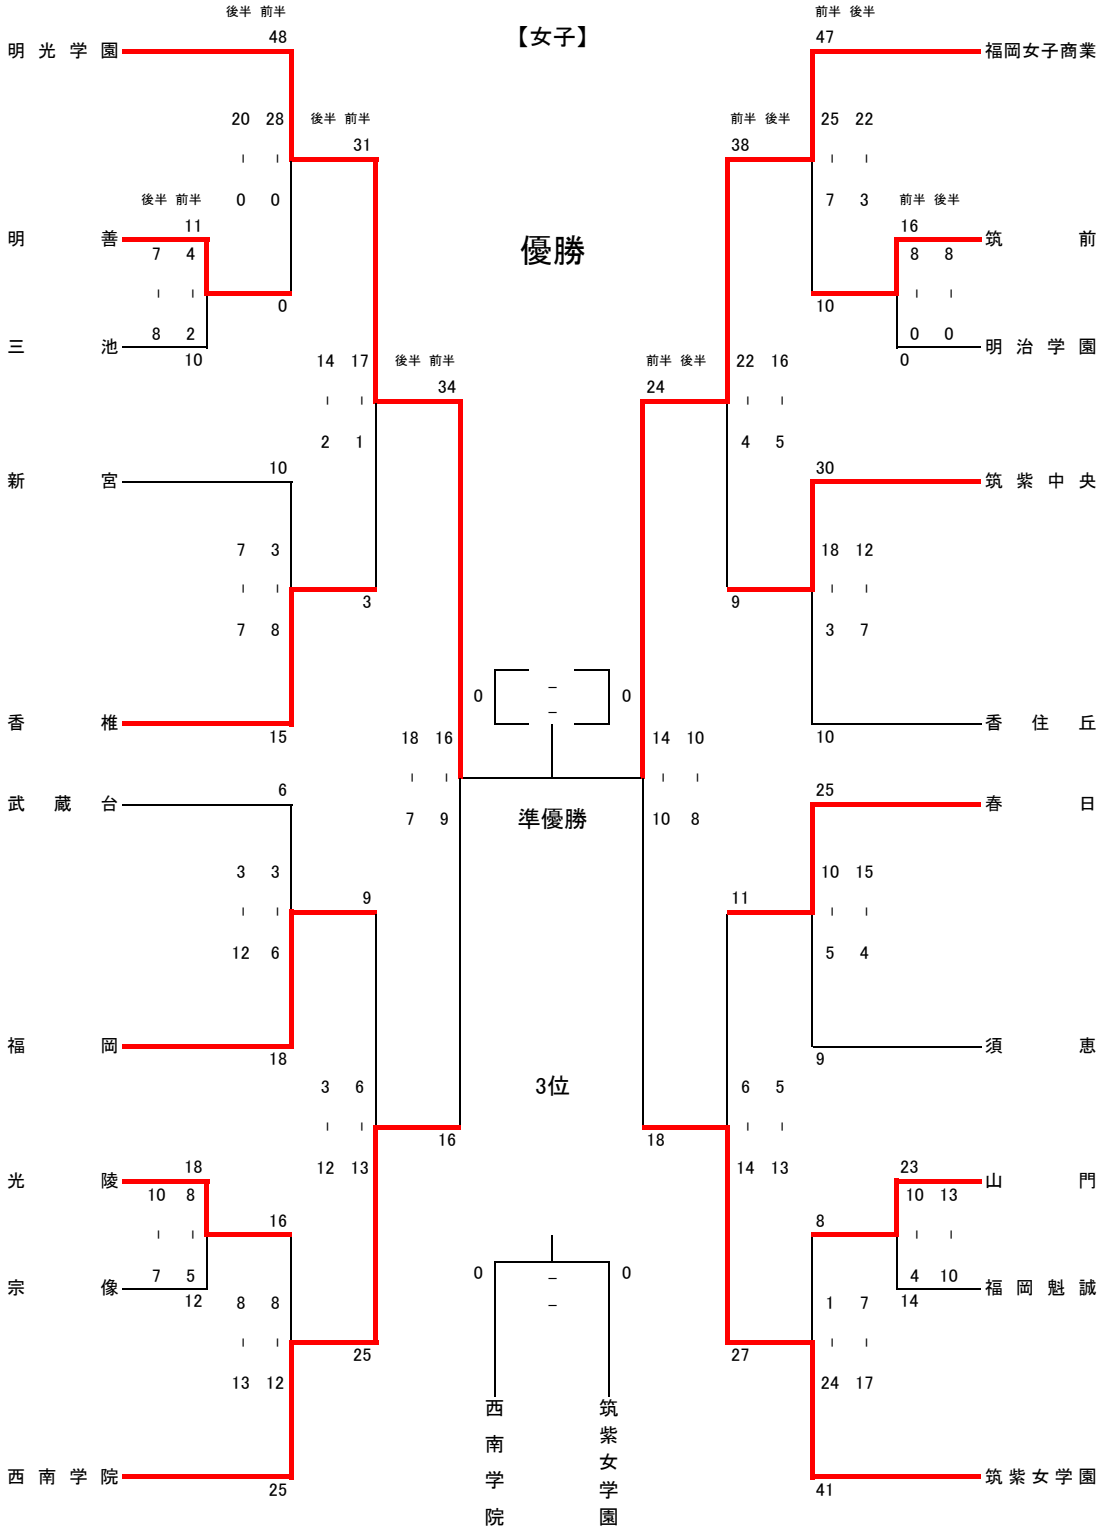 後半 前半
前半 後半
48
【女子】
47
明光学園
福岡女子商業
20 28
後半 前半
前半 後半
25 22
31
38
- -
- -
後半 前半
0 0
7 3
前半 後半
11
16
明善
優勝
筑前
7 4
8 8
- -
- -
0
10
8 2
0 0
三池
明治学園
10
14 17
後半 前半
前半 後半
22 16
0
34
24
- -
- -
2 1
4 5
10
30
新宮
筑紫中央
7 3
18 12
- -
- -
3
9
7 8
3 7
0
-
0
-
香椎
香住丘
15
18 16
14 10
10
- -
- -
6
25
武蔵台
7 9
準優勝
10 8
春日
3 3
10 15
9
11
- -
- -
12 6
5 4
福岡
須恵
18
9
3 6
3位
6 5
- -
- -
16
18
12 13
14 13
18
23
光陵
山門
10 8
10 13
16
8
- -
- -
7 5
0
-
0
4 10
宗像
福岡魁誠
12
8 8
-
1 7
14
- -
- -
25
27
13 12
24 17
西南学院
筑紫女学園
西南学院
筑紫女学園
25
41